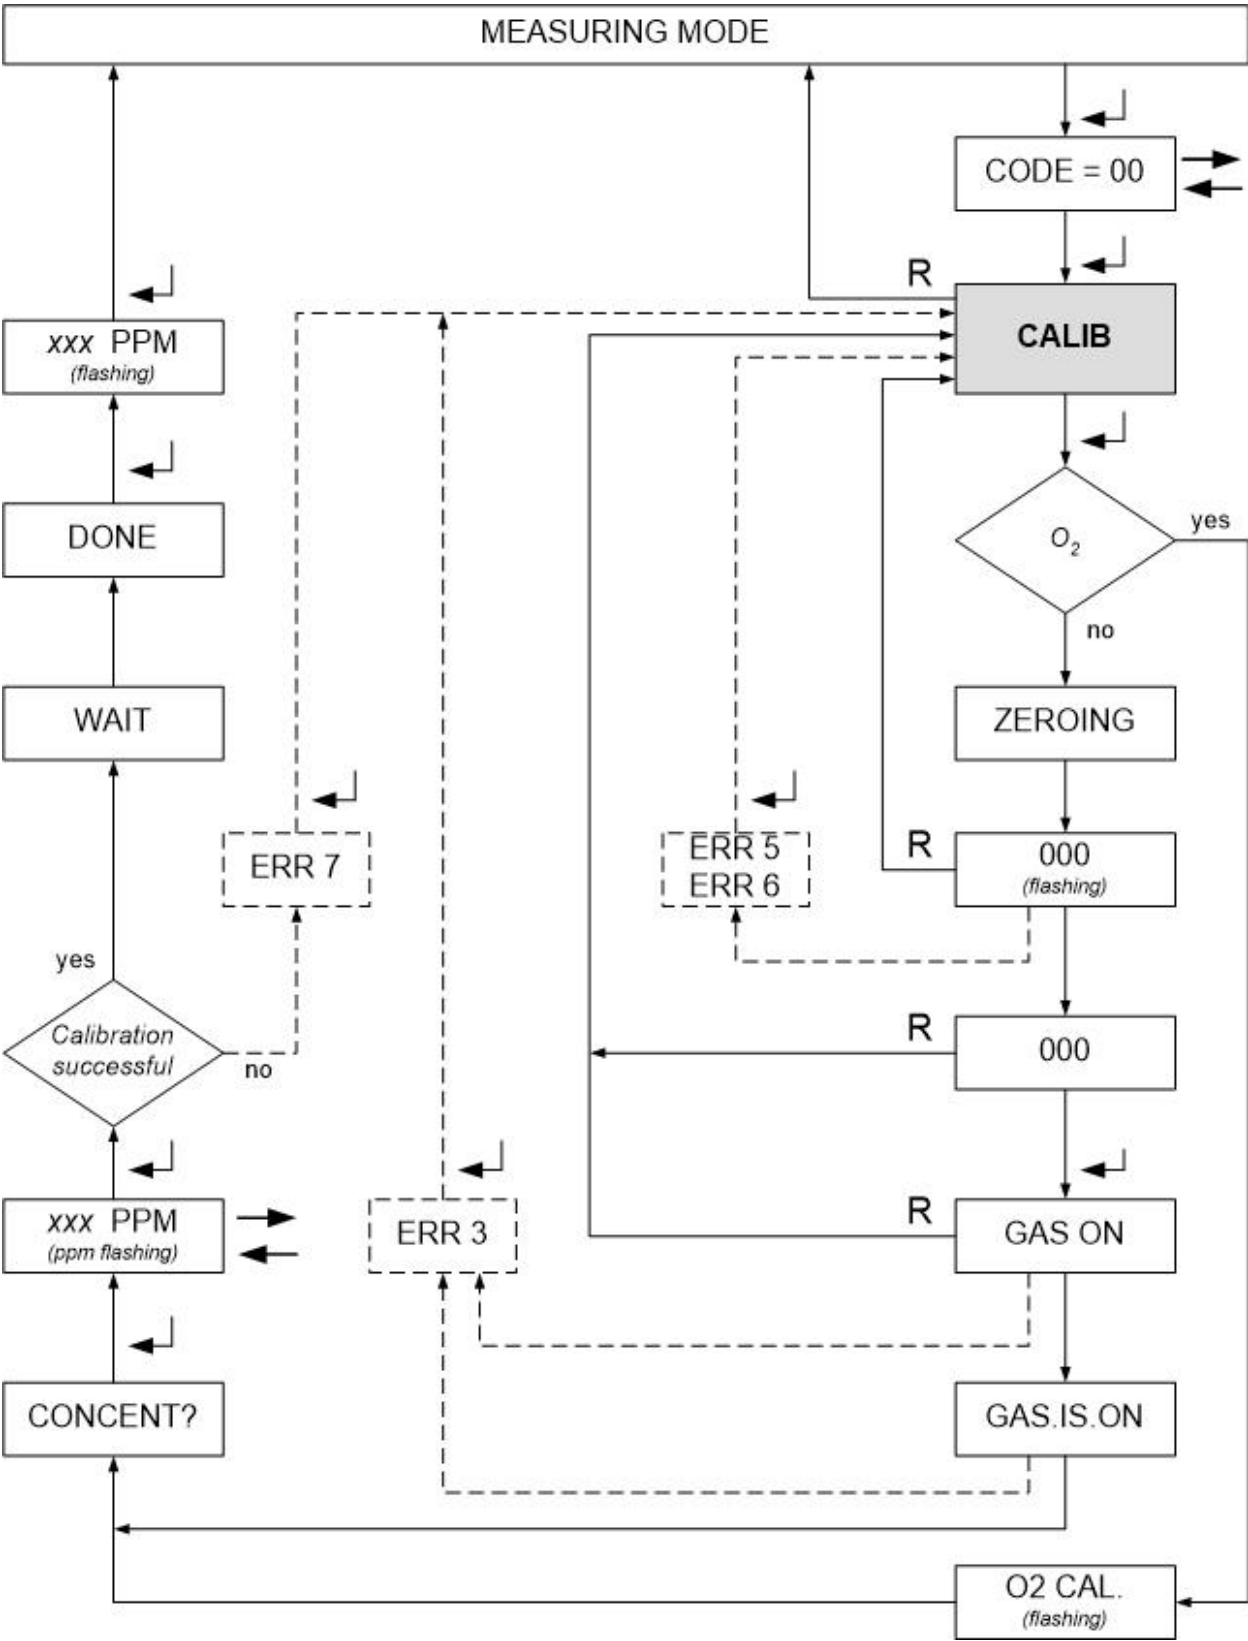 MEASURING MODE
CODE = 00
R
CALIB
xxx PPM
(flashing)
DONE
O2
yes
no
WAIT
ZEROING
ERR 7
ERR 5
ERR 6
R
000
(flashing)
yes
Calibration
successful
no
R
000
xxx PPM
(ppm flashing)
ERR 3
R
GAS ON
CONCENT?
GAS.IS.ON
O2 CAL.
(flashing)